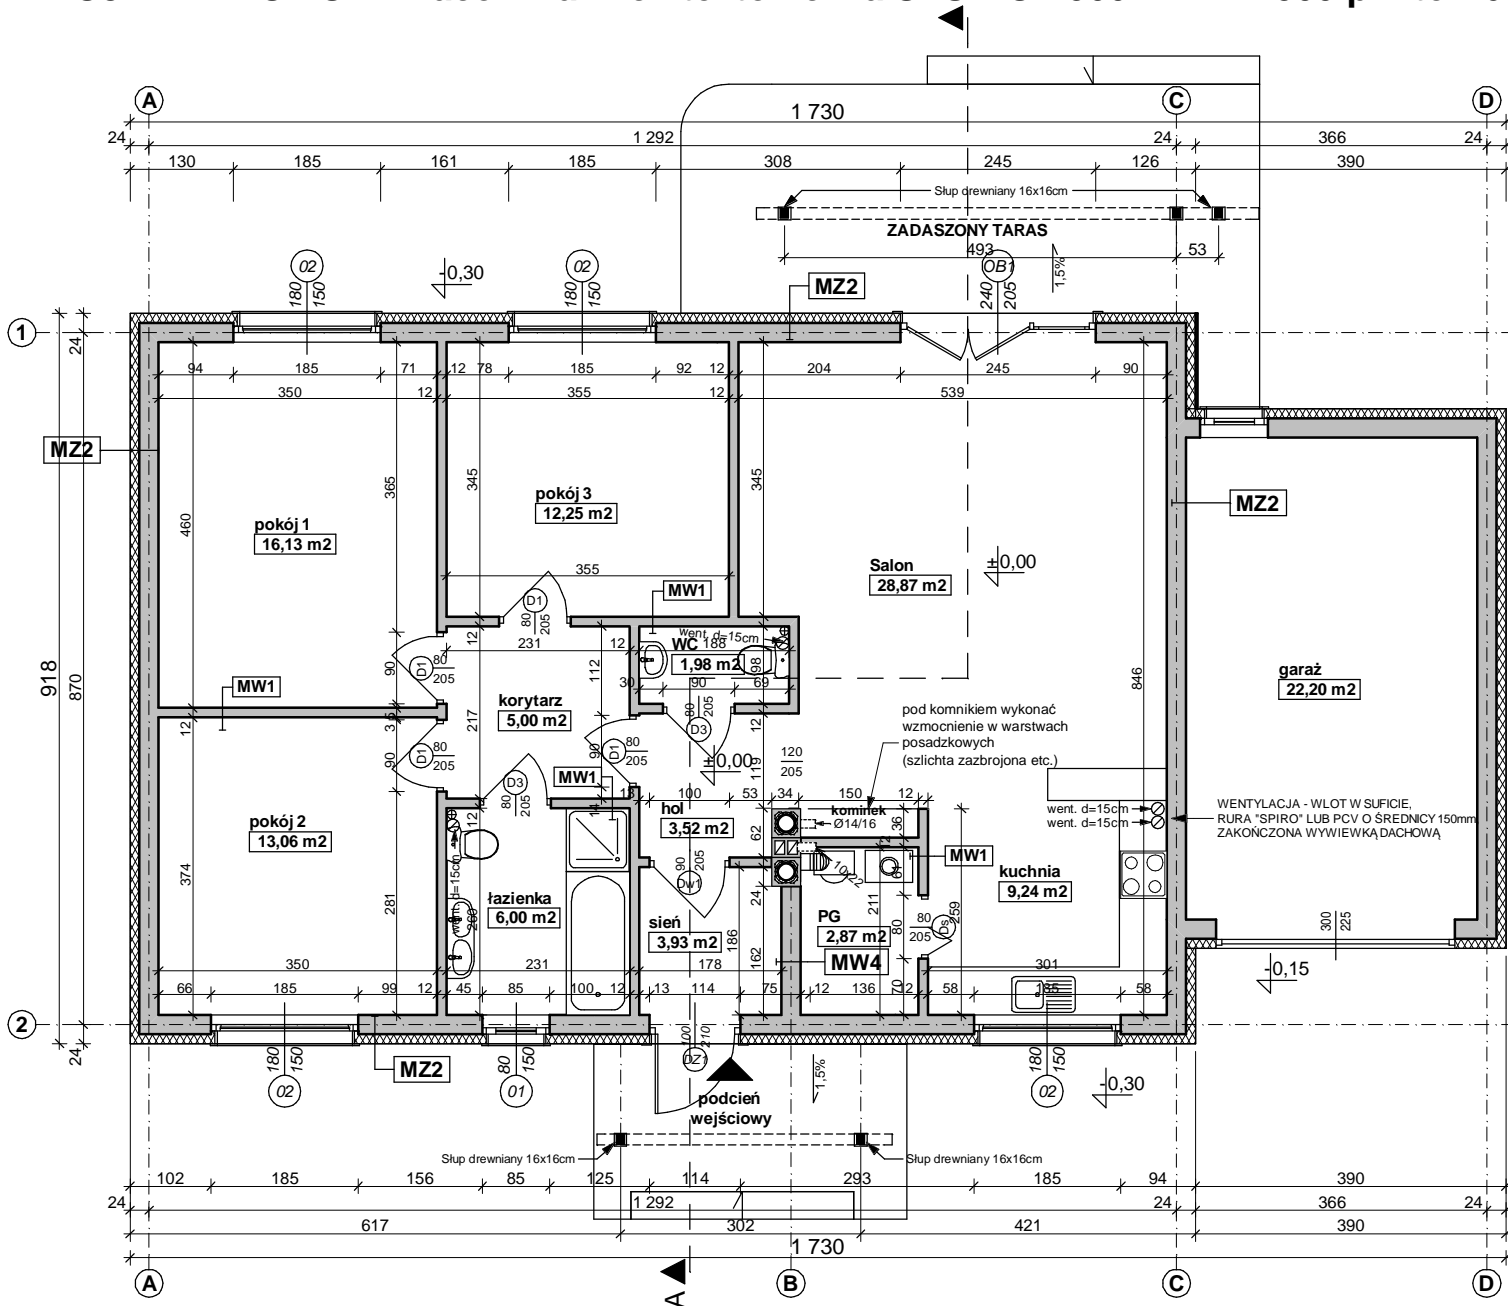 A
C
D
1 730
24
1 292
24
366
24
130
185
161
185
308
245
126
390
Słup drewniany 16x16cm
ZADASZONY TARAS
493
53
1,5%
02
180
150
-0,30
02
180
150
MZ2
OB1
240
205
1
24
94
185
71
12
78
185
92
12
204
245
90
350
12
355
12
539
MZ2
MZ2
460
365
345
345
pokój 3
12,25 m2
pokój 1
16,13 m2
Salon
28,87 m2
±0,00
355
MW1
D1
80
205
12
231
12
went. d=15cm
WC
188
1,98 m2
98
garaż
22,20 m2
918
870
90
D1
80
205
112
30
90
69
846
MW1
korytarz
5,00 m2
217
80
205
D3
12
pod komnikiem wykonać
wzmocnienie w warstwach
posadzkowych
(szlichta zazbrojona etc.)
12
90
D1
80
205
90
D1
80
205
±0,00
119
120
205
D3
80
205
MW1
14
100
53
34
150
12
hol
3,52 m2
62
kominek
Ø14/16
36
12
went. d=15cm
went. d=15cm
WENTYLACJA - WLOT W SUFICIE,
RURA "SPIRO" LUB PCV O ŚREDNICY 150mm
ZAKOŃCZONA WYWIEWKĄ DACHOWĄ
pokój 2
13,06 m2
12
374
281
went. d=15cm
łazienka
6,00 m2
90
205
Dw1
24
10x22
MW1
kuchnia
9,24 m2
sień
3,93 m2
186
162
PG
2,87 m2
211
80
80
205
Ds
259
300
225
MW4
350
231
178
301
-0,15
66
185
99
12
45
85
100
12
13
114
75
12
136
12
70
58
185
58
2
24
180
150
02
MZ2
80
150
01
100
210
DZ1
1,5%
podcień
wejściowy
180
150
02
-0,30
Słup drewniany 16x16cm
Słup drewniany 16x16cm
102
185
156
85
125
114
293
185
94
390
24
1 292
24
366
24
617
302
421
390
1 730
A
B
C
D
A